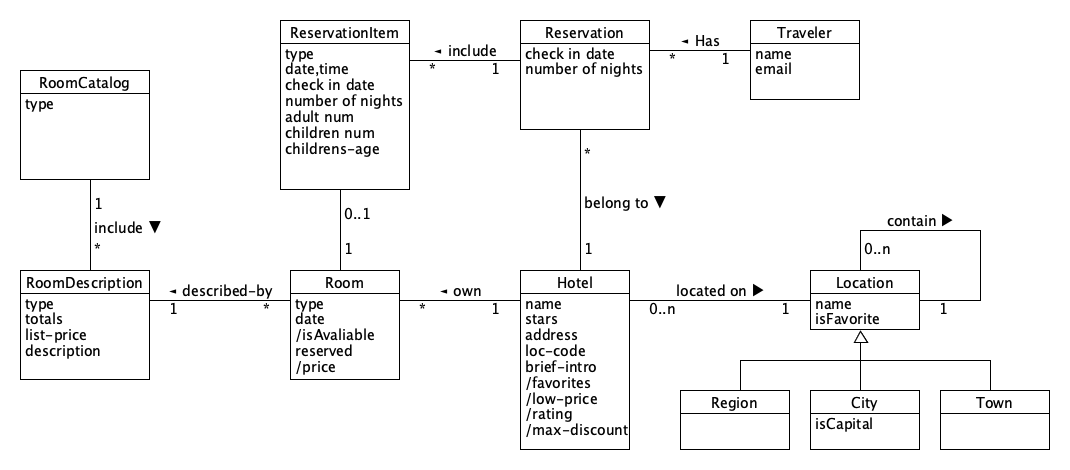 ReservationItem
type
date,time
check in date
number of nights
adult num
children num
childrens-age
◄ include
* 1
Reservation
check in date
number of nights
◄ Has
* 1
Traveler
name
email
RoomCatalog
type
1
include ▼
*
0..1
1
*
belong to ▼
1
contain ►
0..n
1
RoomDescription
type
totals
list-price
description
◄ described-by
1 *
Room
type
date
/isAvaliable
reserved
/price
◄ own
* 1
Hotel
name
stars
address
loc-code
brief-intro
/favorites
/low-price
/rating
/max-discount
located on ►
0..n 1
Location
name
isFavorite
Region
City
isCapital
Town